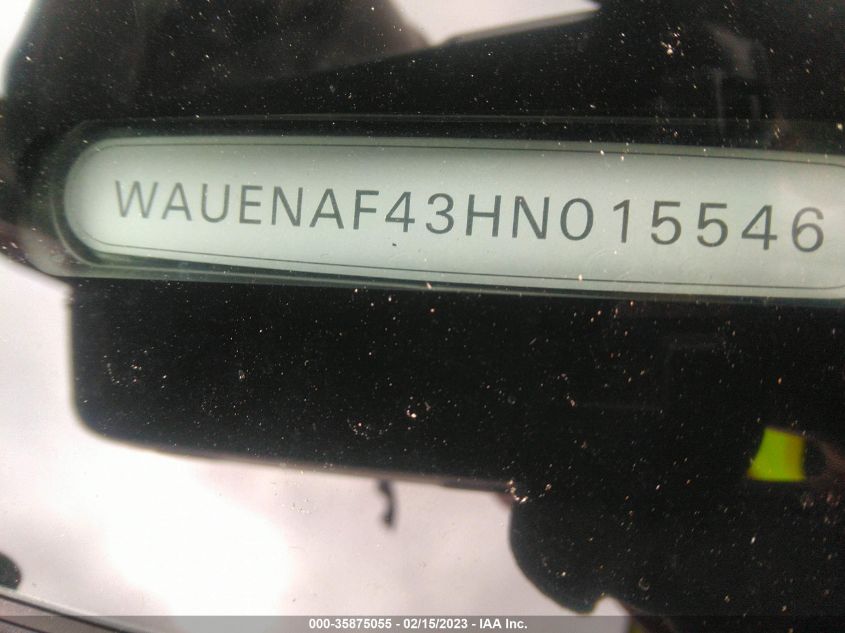 WAUENAF43HN015546
000-35875055 - 02/15/2023 - IAA Inc.